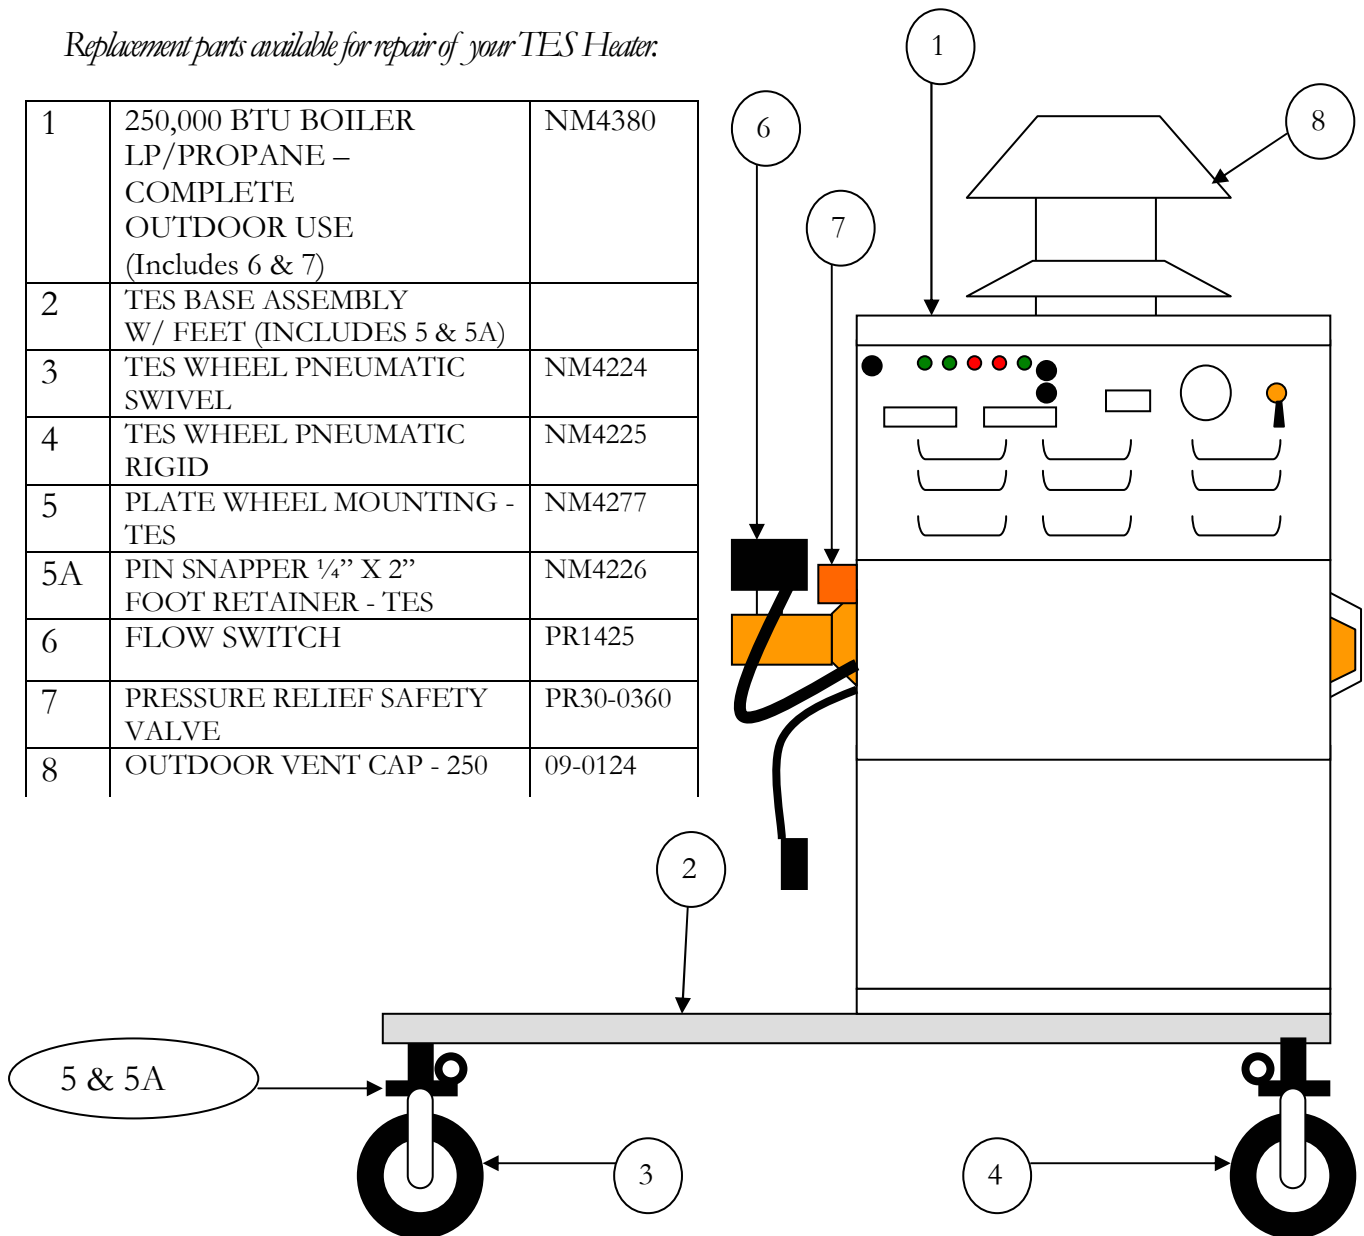 Replacement parts available for repair of your TES Heater.
1 250,000 BTU BOILER NM4380
LP/PROPANE –
COMPLETE
OUTDOOR USE
(Includes 6 & 7)
2 TES BASE ASSEMBLY
W/ FEET (INCLUDES 5 & 5A)
3 TES WHEEL PNEUMATIC NM4224
SWIVEL
4 TES WHEEL PNEUMATIC NM4225
RIGID
5 PLATE WHEEL MOUNTING - NM4277
TES
5A PIN SNAPPER ¼” X 2” NM4226
FOOT RETAINER - TES
6 FLOW SWITCH PR1425
7 PRESSURE RELIEF SAFETY PR30-0360
VALVE
8 OUTDOOR VENT CAP - 250 09-0124
1
6
8
7
2
5 & 5A
3
4